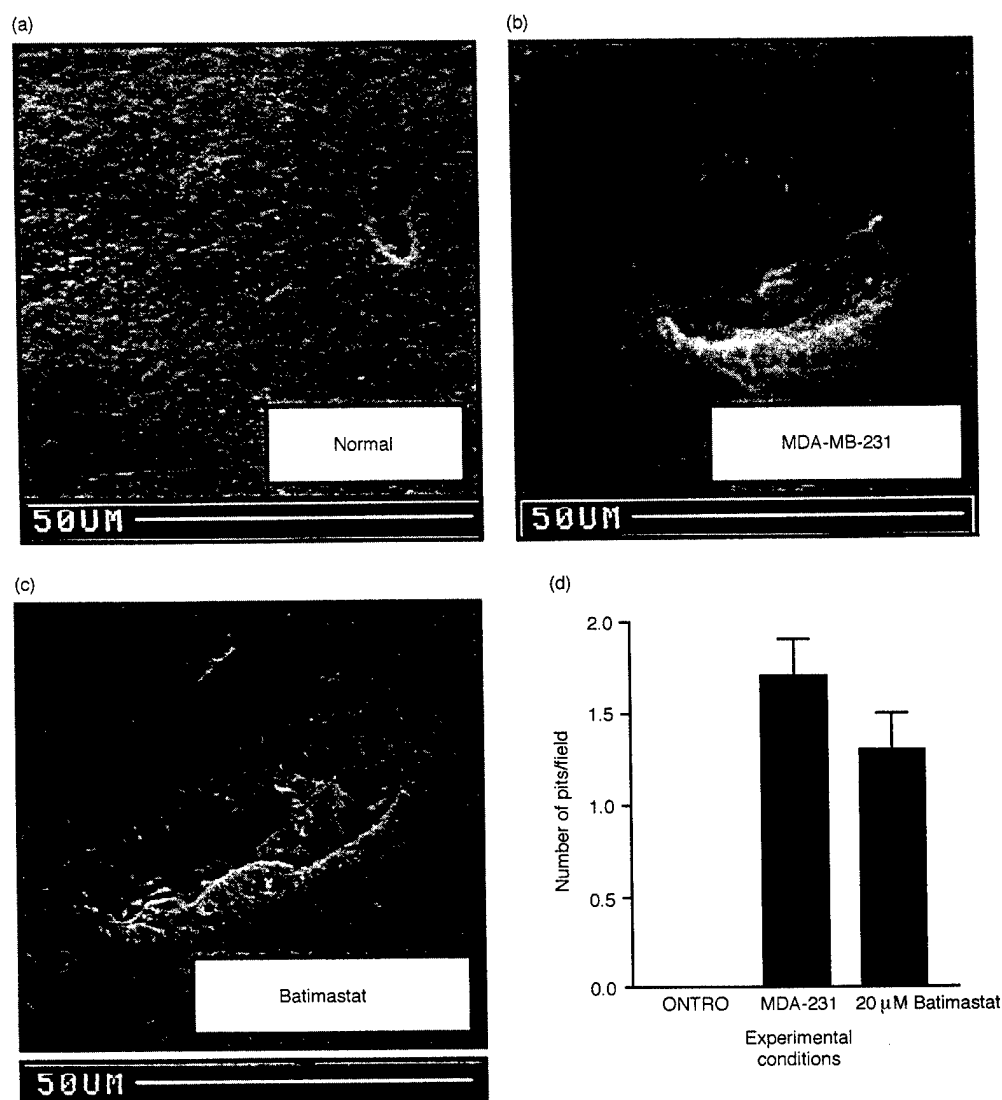 (a)
(b)
Normal
MDA-MB-231
50UM
50UM
(c)
(d)
Batimastat
50UM
Number of pits/field
2.0
1.5
1.0
0.5
0.0
ONTRO
MDA-231
20 μM Batimastat
Experimental
conditions